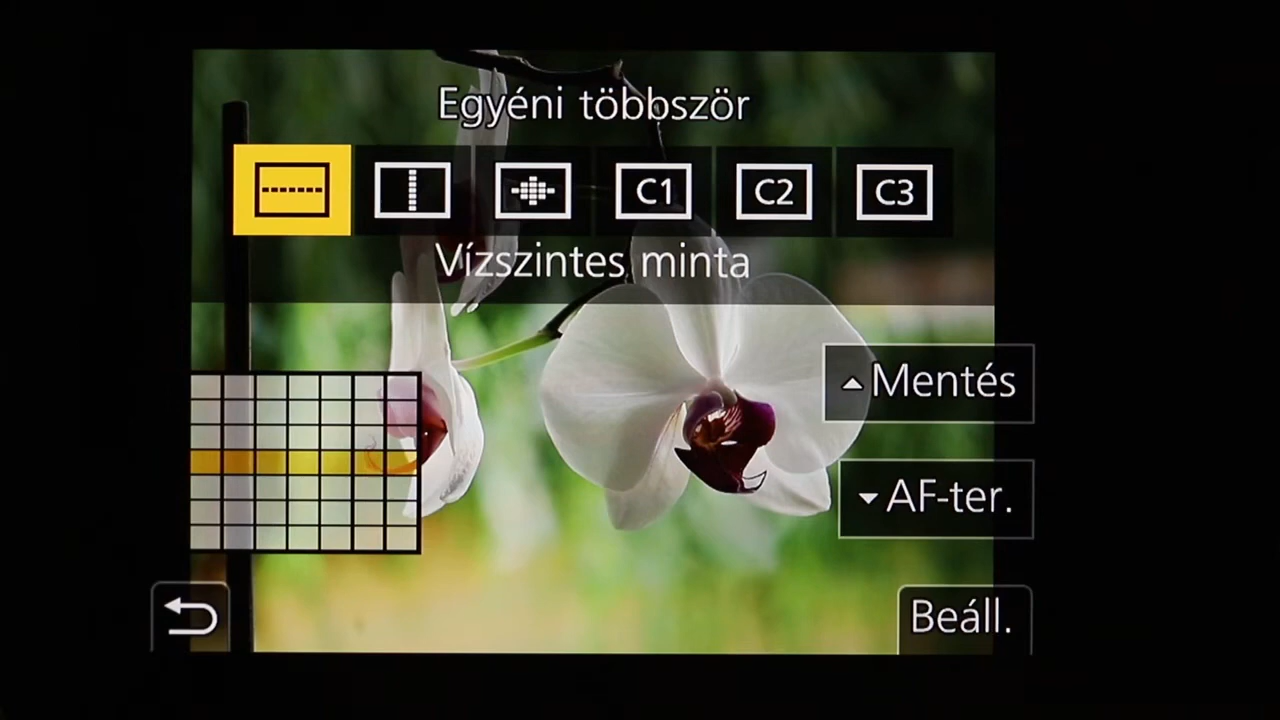 Egyéni többször
C1 C2 C3
Vízszintes minta
Mentés
AF-ter.
Beáll.